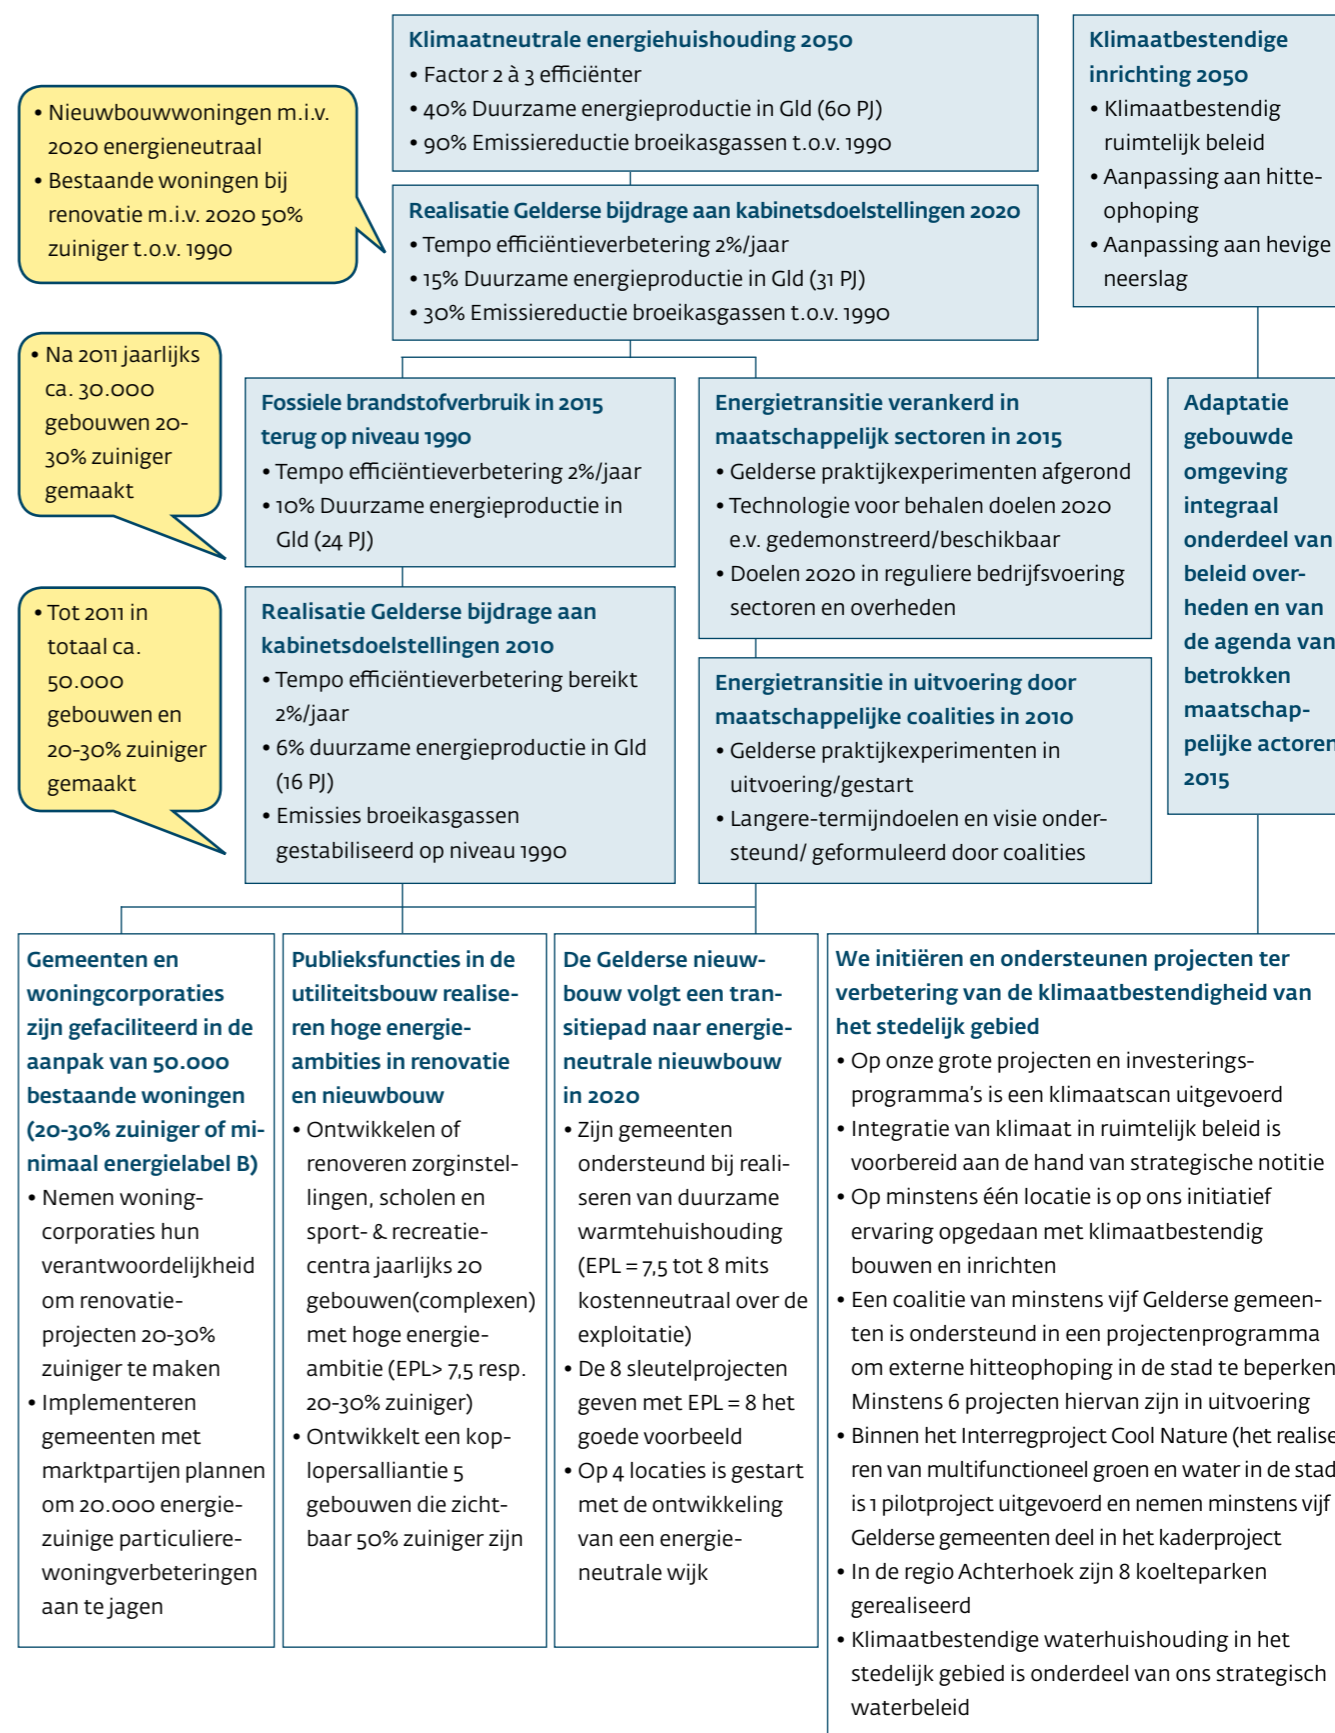 Klimaatneutrale energiehuishouding 2050
• Factor 2 à 3 efficiënter
• 40% Duurzame energieproductie in Gld (60 PJ)
• 90% Emissiereductie broeikasgassen t.o.v. 1990
Klimaatbestendige
inrichting 2050
• Klimaatbestendig
ruimtelijk beleid
• Aanpassing aan hitte-
ophoping
• Aanpassing aan hevige
neerslag
• Nieuwbouwwoningen m.i.v.
2020 energieneutraal
• Bestaande woningen bij
renovatie m.i.v. 2020 50%
zuiniger t.o.v. 1990
Realisatie Gelderse bijdrage aan kabinetsdoelstellingen 2020
• Tempo efficiëntieverbetering 2%/jaar
• 15% Duurzame energieproductie in Gld (31 PJ)
• 30% Emissiereductie broeikasgassen t.o.v. 1990
• Na 2011 jaarlijks
ca. 30.000
gebouwen 20-
30% zuiniger
gemaakt
Fossiele brandstofverbruik in 2015
terug op niveau 1990
• Tempo efficiëntieverbetering 2%/jaar
• 10% Duurzame energieproductie in
Gld (24 PJ)
Energietransitie verankerd in
maatschappelijk sectoren in 2015
• Gelderse praktijkexperimenten afgerond
• Technologie voor behalen doelen 2020
e.v. gedemonstreerd/beschikbaar
• Doelen 2020 in reguliere bedrijfsvoering
sectoren en overheden
Adaptatie
gebouwde
omgeving
integraal
onderdeel van
beleid over-
heden en van
de agenda van
betrokken
maatschap-
pelijke actoren
2015
• Tot 2011 in
totaal ca.
50.000
gebouwen en
20-30% zuiniger
gemaakt
Realisatie Gelderse bijdrage aan
kabinetsdoelstellingen 2010
• Tempo efficiëntieverbetering bereikt
2%/jaar
• 6% duurzame energieproductie in Gld
(16 PJ)
• Emissies broeikasgassen
gestabiliseerd op niveau 1990
Energietransitie in uitvoering door
maatschappelijke coalities in 2010
• Gelderse praktijkexperimenten in
uitvoering/gestart
• Langere-termijndoelen en visie onder-
steund/ geformuleerd door coalities
Gemeenten en
woningcorporaties
zijn gefaciliteerd in de
aanpak van 50.000
bestaande woningen
(20-30% zuiniger of mi-
nimaal energielabel B)
• Nemen woning-
corporaties hun
verantwoordelijkheid
om renovatie-
projecten 20-30%
zuiniger te maken
• Implementeren
gemeenten met
marktpartijen plannen
om 20.000 energie-
zuinige particuliere-
woningverbeteringen
aan te jagen
Publieksfuncties in de
utiliteitsbouw realise-
ren hoge energie-
ambities in renovatie
en nieuwbouw
• Ontwikkelen of
renoveren zorginstel-
lingen, scholen en
sport- & recreatie-
centra jaarlijks 20
gebouwen(complexen)
met hoge energie-
ambitie (EPL> 7,5 resp.
20-30% zuiniger)
• Ontwikkelt een kop-
lopersalliantie 5
gebouwen die zicht-
baar 50% zuiniger zijn
De Gelderse nieuw-
bouw volgt een tran-
sitiepad naar energie-
neutrale nieuwbouw
in 2020
• Zijn gemeenten
ondersteund bij reali-
seren van duurzame
warmtehuishouding
(EPL = 7,5 tot 8 mits
kostenneutraal over de
exploitatie)
• De 8 sleutelprojecten
geven met EPL = 8 het
goede voorbeeld
• Op 4 locaties is gestart
met de ontwikkeling
van een energie-
neutrale wijk
We initiëren en ondersteunen projecten ter
verbetering van de klimaatbestendigheid van
het stedelijk gebied
• Op onze grote projecten en investerings-
programma's is een klimaatscan uitgevoerd
• Integratie van klimaat in ruimtelijk beleid is
voorbereid aan de hand van strategische notitie
• Op minstens één locatie is op ons initiatief
ervaring opgedaan met klimaatbestendig
bouwen en inrichten
• Een coalitie van minstens vijf Gelderse gemeen-
ten is ondersteund in een projectenprogramma
om externe hitteophoping in de stad te beperken
Minstens 6 projecten hiervan zijn in uitvoering
• Binnen het Interregproject Cool Nature (het realise
ren van multifunctioneel groen en water in de stad
is 1 pilotproject uitgevoerd en nemen minstens vijf
Gelderse gemeenten deel in het kaderproject
• In de regio Achterhoek zijn 8 koelteparken
gerealiseerd
• Klimaatbestendige waterhuishouding in het
stedelijk gebied is onderdeel van ons strategisch
waterbeleid